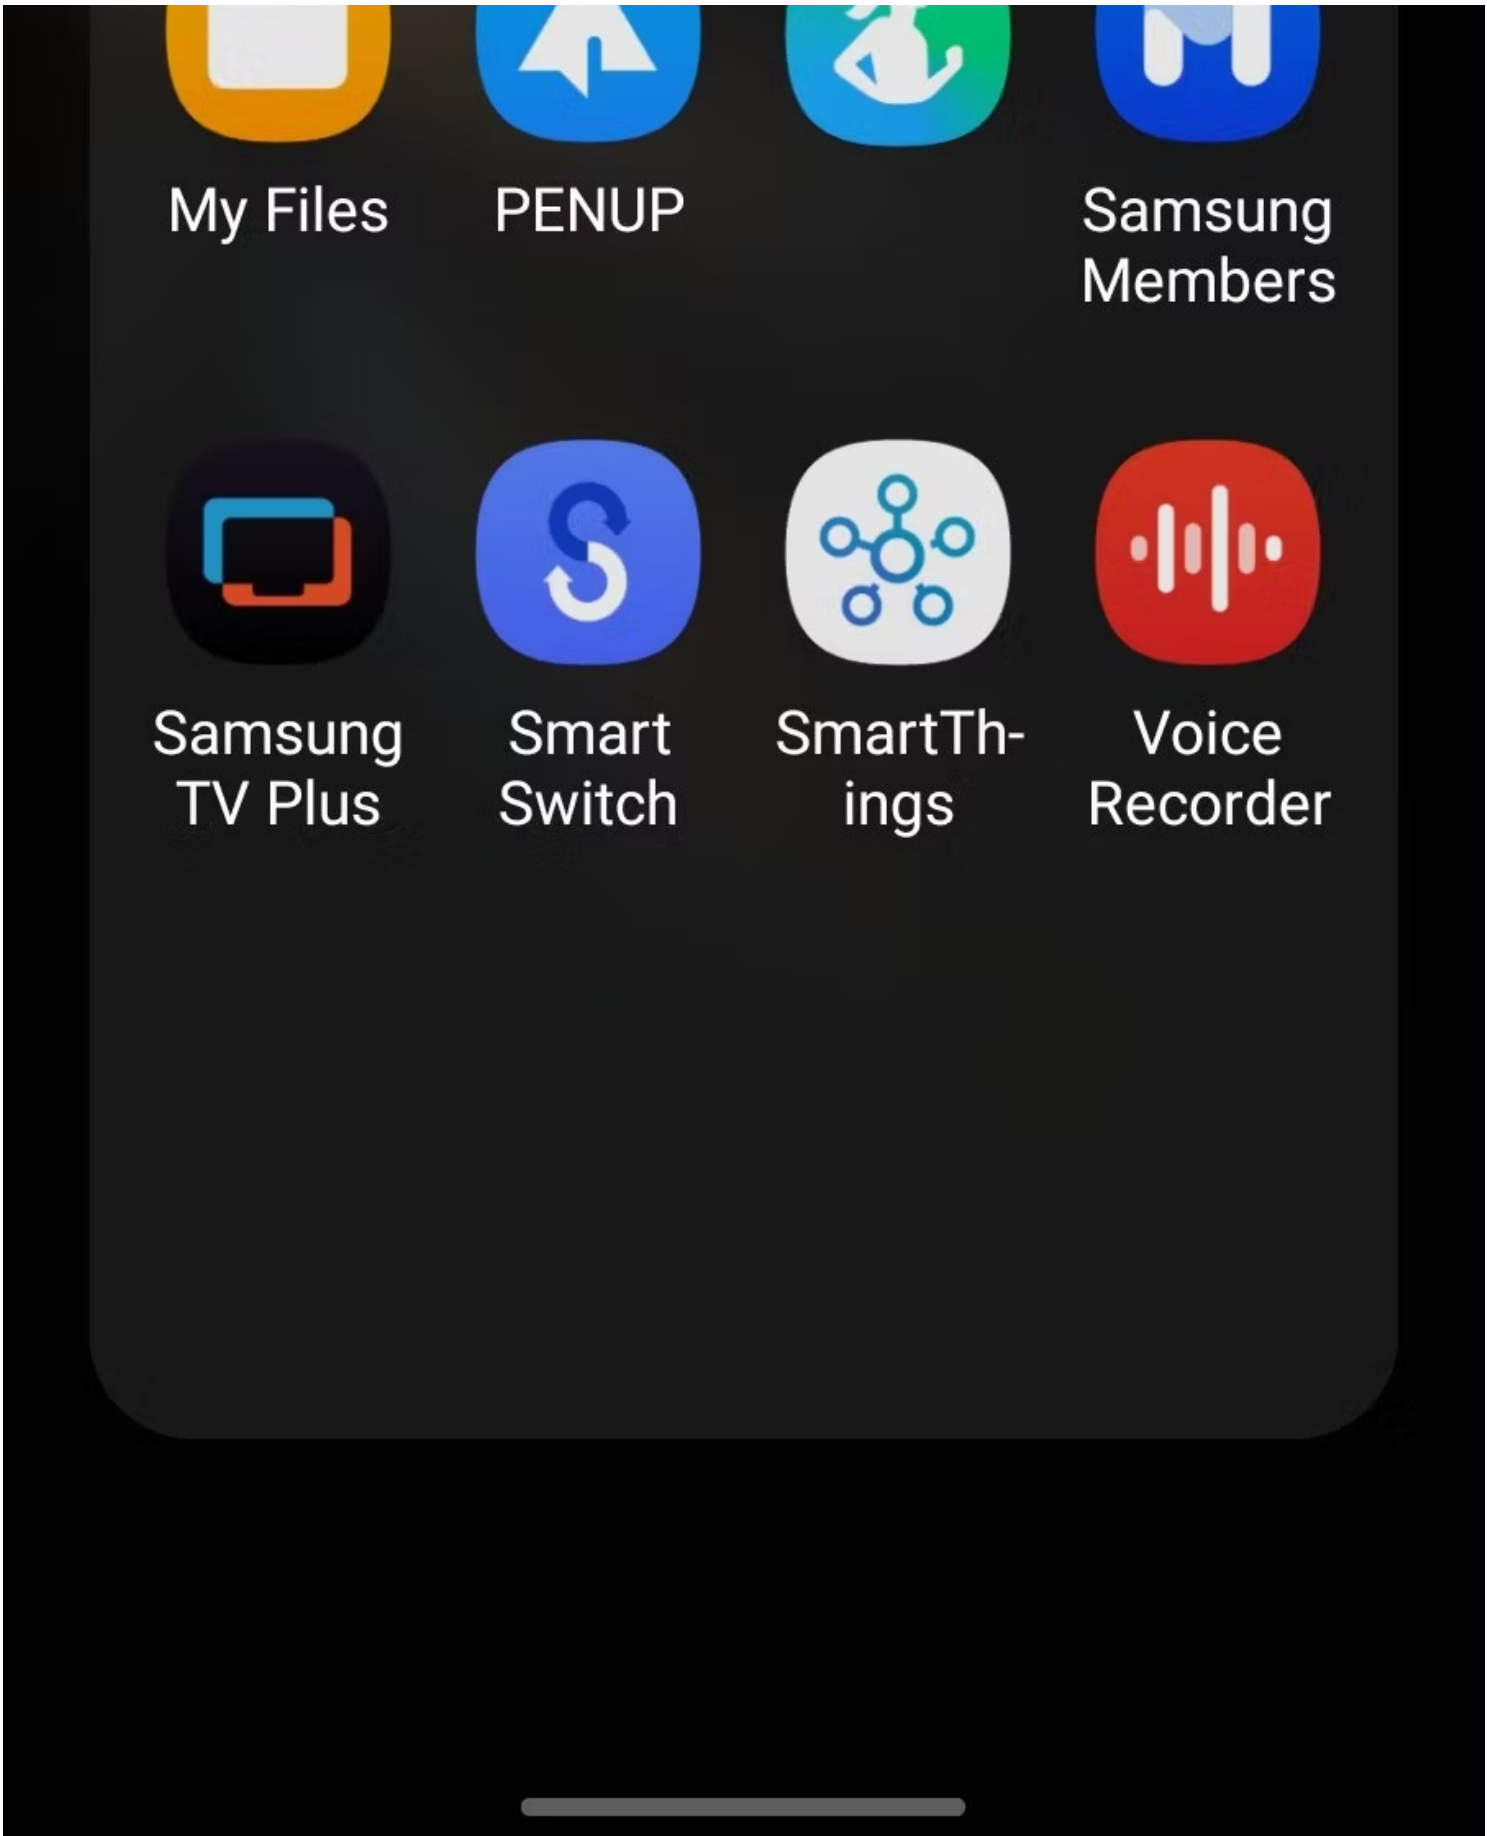 My Files
PENUP
Samsung
Members
Samsung
TV Plus
Smart
Switch
SmartTh-
ings
Voice
Recorder